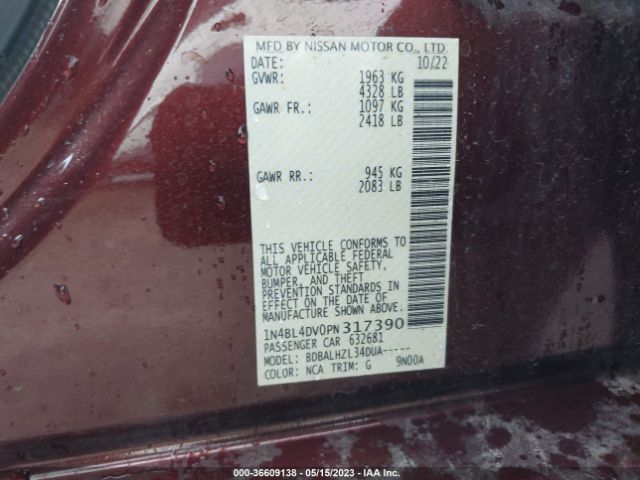 MFD BY NISSAN MOTOR CO., LTD.
DATE: 10/22
GVWR: 1963 KG
4328 LB
GAWR FR.: 1097 KG
2418 LB
GAWR RR.: 945 KG
2083 LB
THIS VEHICLE CONFORMS TO
ALL APPLICABLE FEDERAL
MOTOR VEHICLE SAFETY,
BUMPER, AND THEFT
PREVENTION STANDARDS IN
EFFECT ON THE DATE OF
MANUFACTURE SHOWN ABOVE.
1N4BL4DV0PN317390
PASSENGER CAR 632681
MODEL: BDBALHZL34DUA-----
COLOR: NCA TRIM: G 9N00A
000-36609138 - 05/15/2023 - IAA Inc.